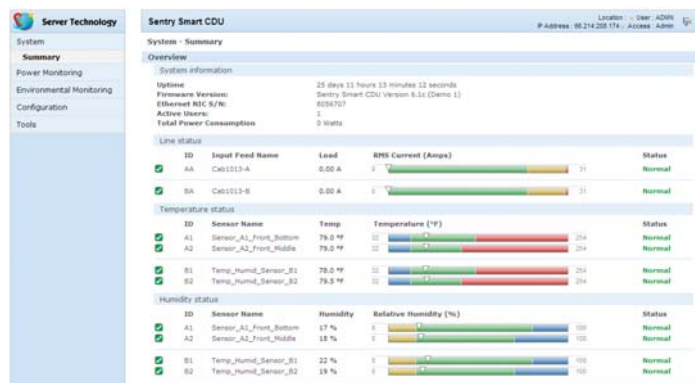 Server Technology
Sentry Smart CDU
Location : User : ADMN
IP Address : 66.214.208.174 Access : Admin
System
Summary
Power Monitoring
Environmental Monitoring
Configuration
Tools
System - Summary
Overview
System information
Uptime 25 days 11 hours 13 minutes 12 seconds
Firmware Version: Sentry Smart CDU Version 6.1c (Demo 1)
Ethernet NIC S/N: 8056707
Active Users: 1
Total Power Consumption 0 Watts
Line status
ID Input Feed Name Load RMS Current (Amps) Status
AA Cab1013-A 0.00 A 0 31 Normal
BA Cab1013-B 0.00 A 0 31 Normal
Temperature status
ID Sensor Name Temp Temperature (°F) Status
A1 Sensor_A1_Front_Bottom 79.0 °F 32 254 Normal
A2 Sensor_A2_Front_Middle 79.0 °F 32 254 Normal
B1 Temp_Humid_Sensor_B1 78.0 °F 32 254 Normal
B2 Temp_Humid_Sensor_B2 79.5 °F 32 254 Normal
Humidity status
ID Sensor Name Humidity Relative Humidity (%) Status
A1 Sensor_A1_Front_Bottom 17 % 0 100 Normal
A2 Sensor_A2_Front_Middle 18 % 0 100 Normal
B1 Temp_Humid_Sensor_B1 22 % 0 100 Normal
B2 Temp_Humid_Sensor_B2 19 % 0 100 Normal